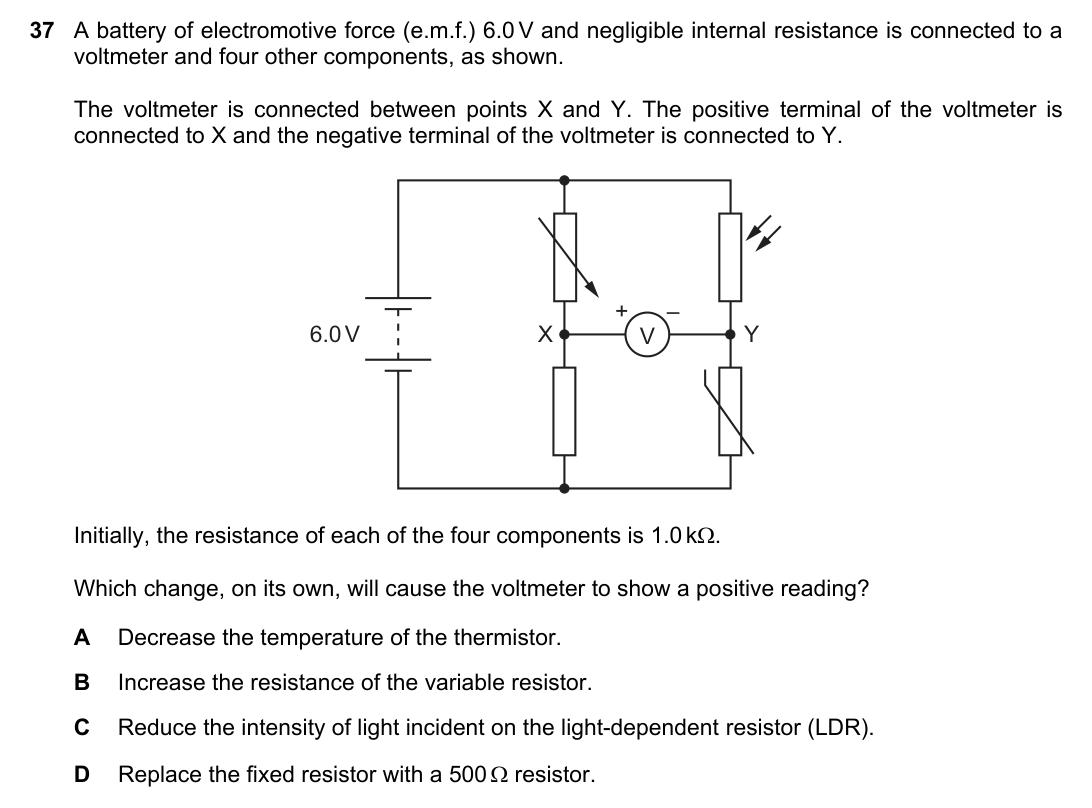 37 A battery of electromotive force (e.m.f.) 6.0 V and negligible internal resistance is connected to a
voltmeter and four other components, as shown.
The voltmeter is connected between points X and Y. The positive terminal of the voltmeter is
connected to X and the negative terminal of the voltmeter is connected to Y.
6.0 V
X
+
V
–
Y
Initially, the resistance of each of the four components is 1.0 kΩ.
Which change, on its own, will cause the voltmeter to show a positive reading?
A Decrease the temperature of the thermistor.
B Increase the resistance of the variable resistor.
C Reduce the intensity of light incident on the light-dependent resistor (LDR).
D Replace the fixed resistor with a 500 Ω resistor.